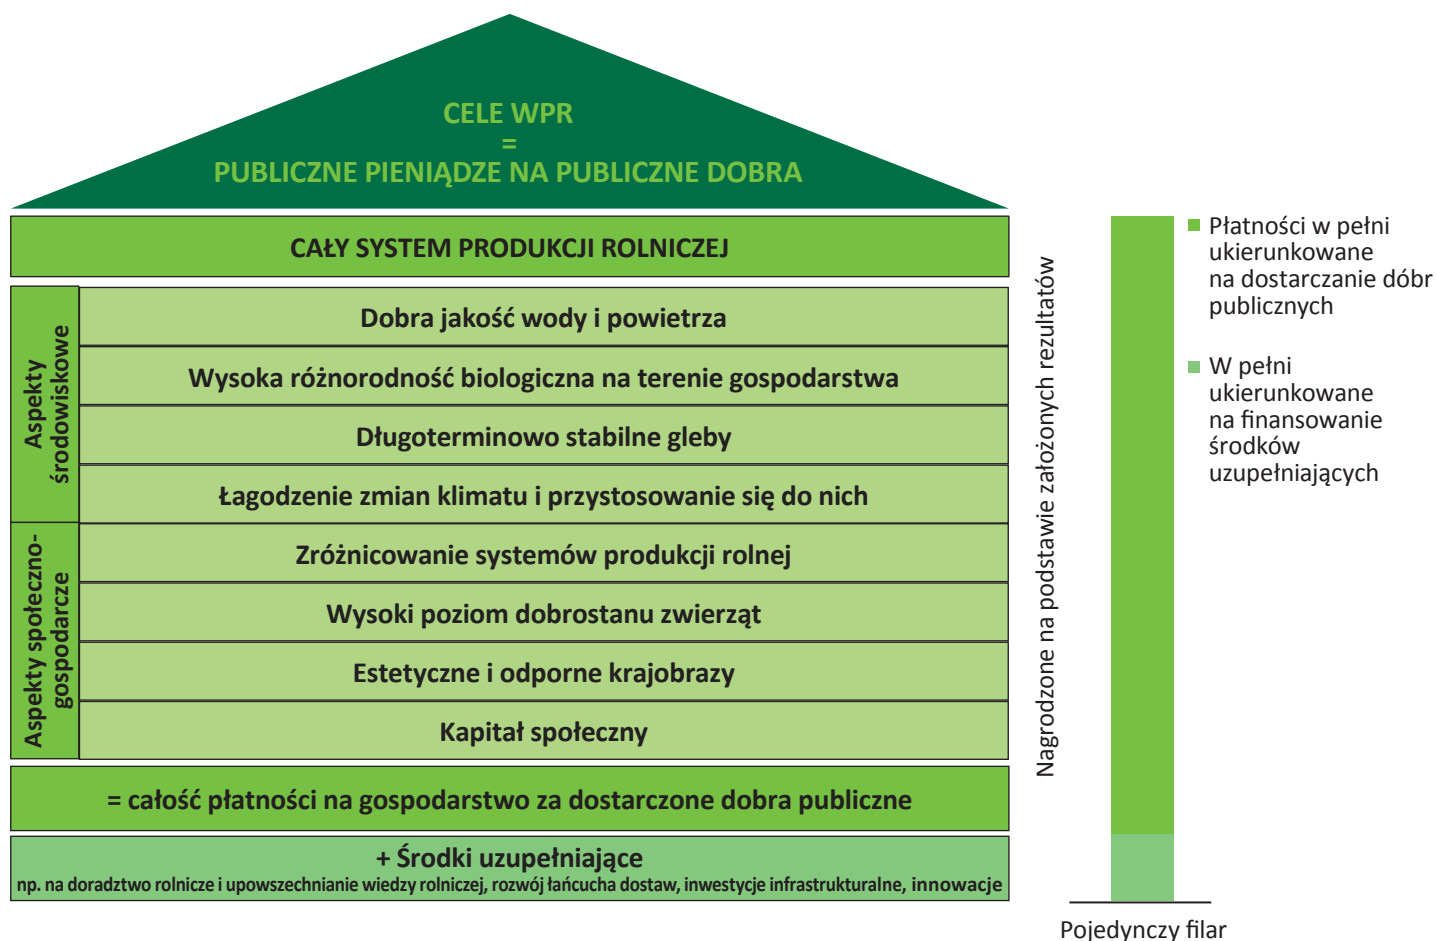 CELE WPR
=
PUBLICZNE PIENIĄDZE NA PUBLICZNE DOBRA
CAŁY SYSTEM PRODUKCJI ROLNICZEJ
Aspekty
środowiskowe
Dobra jakość wody i powietrza
Wysoka różnorodność biologiczna na terenie gospodarstwa
Długoterminowo stabilne gleby
Łagodzenie zmian klimatu i przystosowanie się do nich
Aspekty społeczno-
gospodarcze
Zróżnicowanie systemów produkcji rolnej
Wysoki poziom dobrostanu zwierząt
Estetyczne i odporne krajobrazy
Kapitał społeczny
= całość płatności na gospodarstwo za dostarczone dobra publiczne
+ Środki uzupełniające
np. na doradztwo rolnicze i upowszechnianie wiedzy rolniczej, rozwój łańcucha dostaw, inwestycje infrastrukturalne, innowacje
Nagrodzone na podstawie założonych rezultatów
Płatności w pełni
ukierunkowane
na dostarczanie dóbr
publicznych
W pełni
ukierunkowane
na finansowanie
środków
uzupełniających
Pojedynczy filar